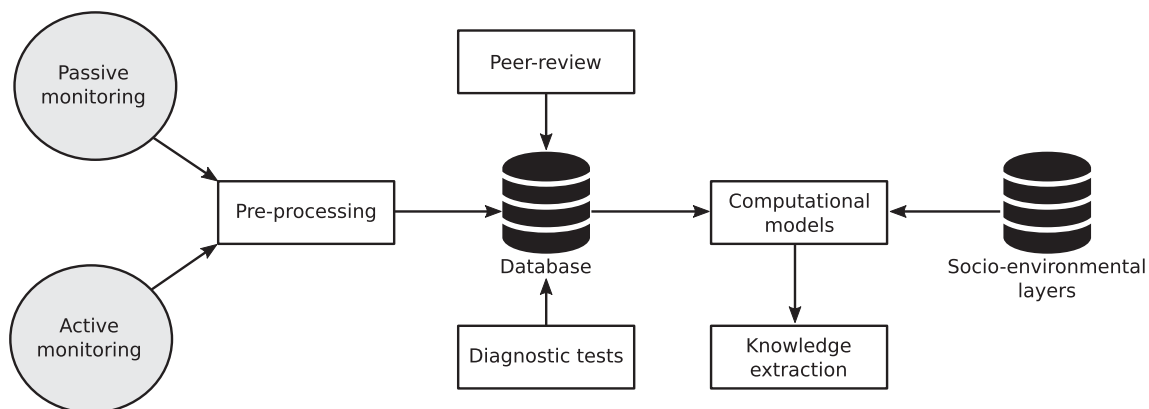 Passive
monitoring
Peer-review
Pre-processing
Computational
models
Database
Socio-environmental
layers
Active
monitoring
Diagnostic tests
Knowledge
extraction